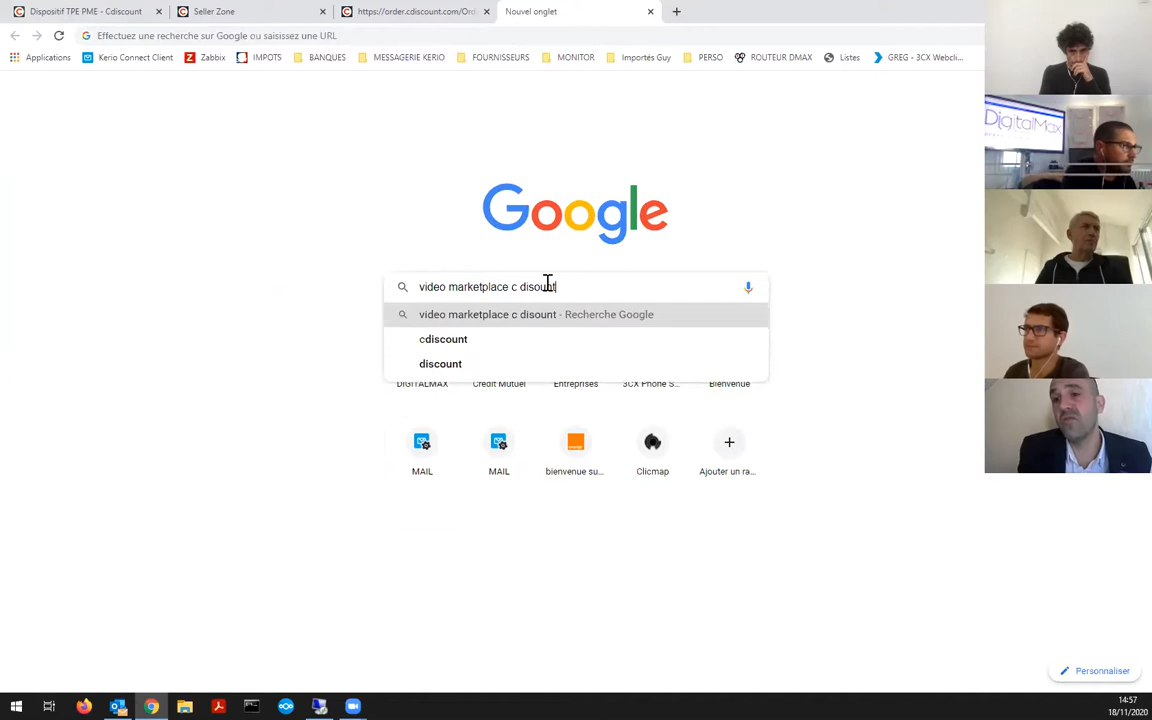 Dispositif TPE PME - Cdiscount
Seller Zone
https://order.cdiscount.com/Ord
Nouvel onglet
Effectuez une recherche sur Google ou saisissez une URL
Applications
Kerio Connect Client
Zabbix
IMPOTS
BANQUES
MESSAGERIE KERIO
FOURNISSEURS
MONITOR
Importés Guy
PERSO
ROUTEUR DMAX
Listes
GREG - 3CX Webcli...
DigitalMax
Google
video marketplace c disount
video marketplace c disount - Recherche Google
cdiscount
discount
DIGITALMAX
Crédit Mutuel
Entreprises
3CX Phone S...
Bienvenue
MAIL
MAIL
bienvenue su...
Clicmap
Ajouter un ra...
Personnaliser
14:57
18/11/2020